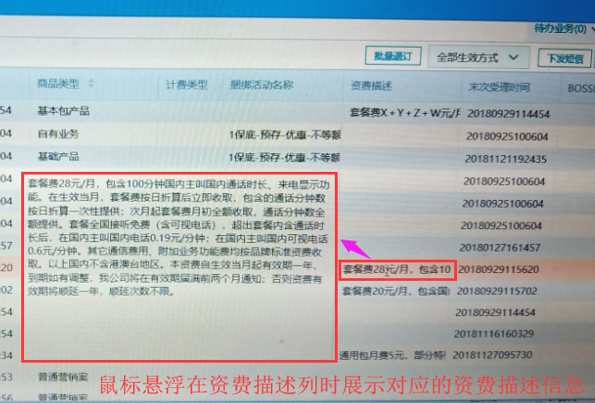 待办业务(0)
批量退订
全部生效方式
下发短信
商品类型
计费类型
捆绑活动名称
资费描述
末次受理时间
BOSS
54
基本包产品
套餐费X+Y+Z+W元/月
20180929114454
04
自有业务
1保底-预存-优惠-不等额
20180925100604
04
基础产品
1保底-预存-优惠-不等额
20181121192435
04
20180925100604
04
20180925100604
04
20180925100604
57
20180127161457
20
套餐费28元/月，包含10
20180929115620
02
套餐费20元/月，包含国
20180929115702
54
20180929114454
34
20181116160329
54
通用包月费5元，部分特
20181127095730
53
普通营销案
56
普通营销案
套餐费28元/月，包含100分钟国内主叫国内通话时长、来电显示功
能。在生效当月，套餐费按日折算后立即收取，包含的通话分钟数
按日折算一次性提供；次月起套餐费月初全额收取，通话分钟数全
额提供。套餐全国接听免费（含可视电话），超出套餐内含通话时
长后，在国内主叫国内电话0.19元/分钟；在国内主叫国内可视电话
0.6元/分钟。其它通信费用、附加业务功能费均按品牌标准资费收
取。以上国内不含港澳台地区。本资费自生效当月起有效期一年，
到期如有调整，我公司将在有效期届满前两个月通知；否则资费有
效期将顺延一年，顺延次数不限。
鼠标悬浮在资费描述列时展示对应的资费描述信息